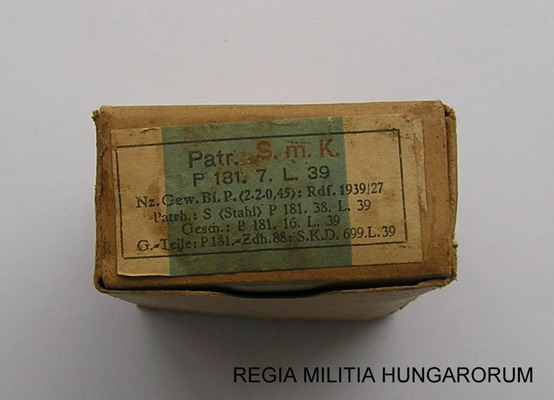 Patr. S. m. K.
P 181. 7. L. 39
Nz. Gew. Bl. P. (2·2·0,45): Rdf. 1939/27
Patrh.: S (Stahl) P 181. 38. L. 39
Gesch.: P 181. 16. L. 39
G.-Teile: P 181.–Zdh. 88: S.K.D. 699.L.39
REGIA MILITIA HUNGARORUM